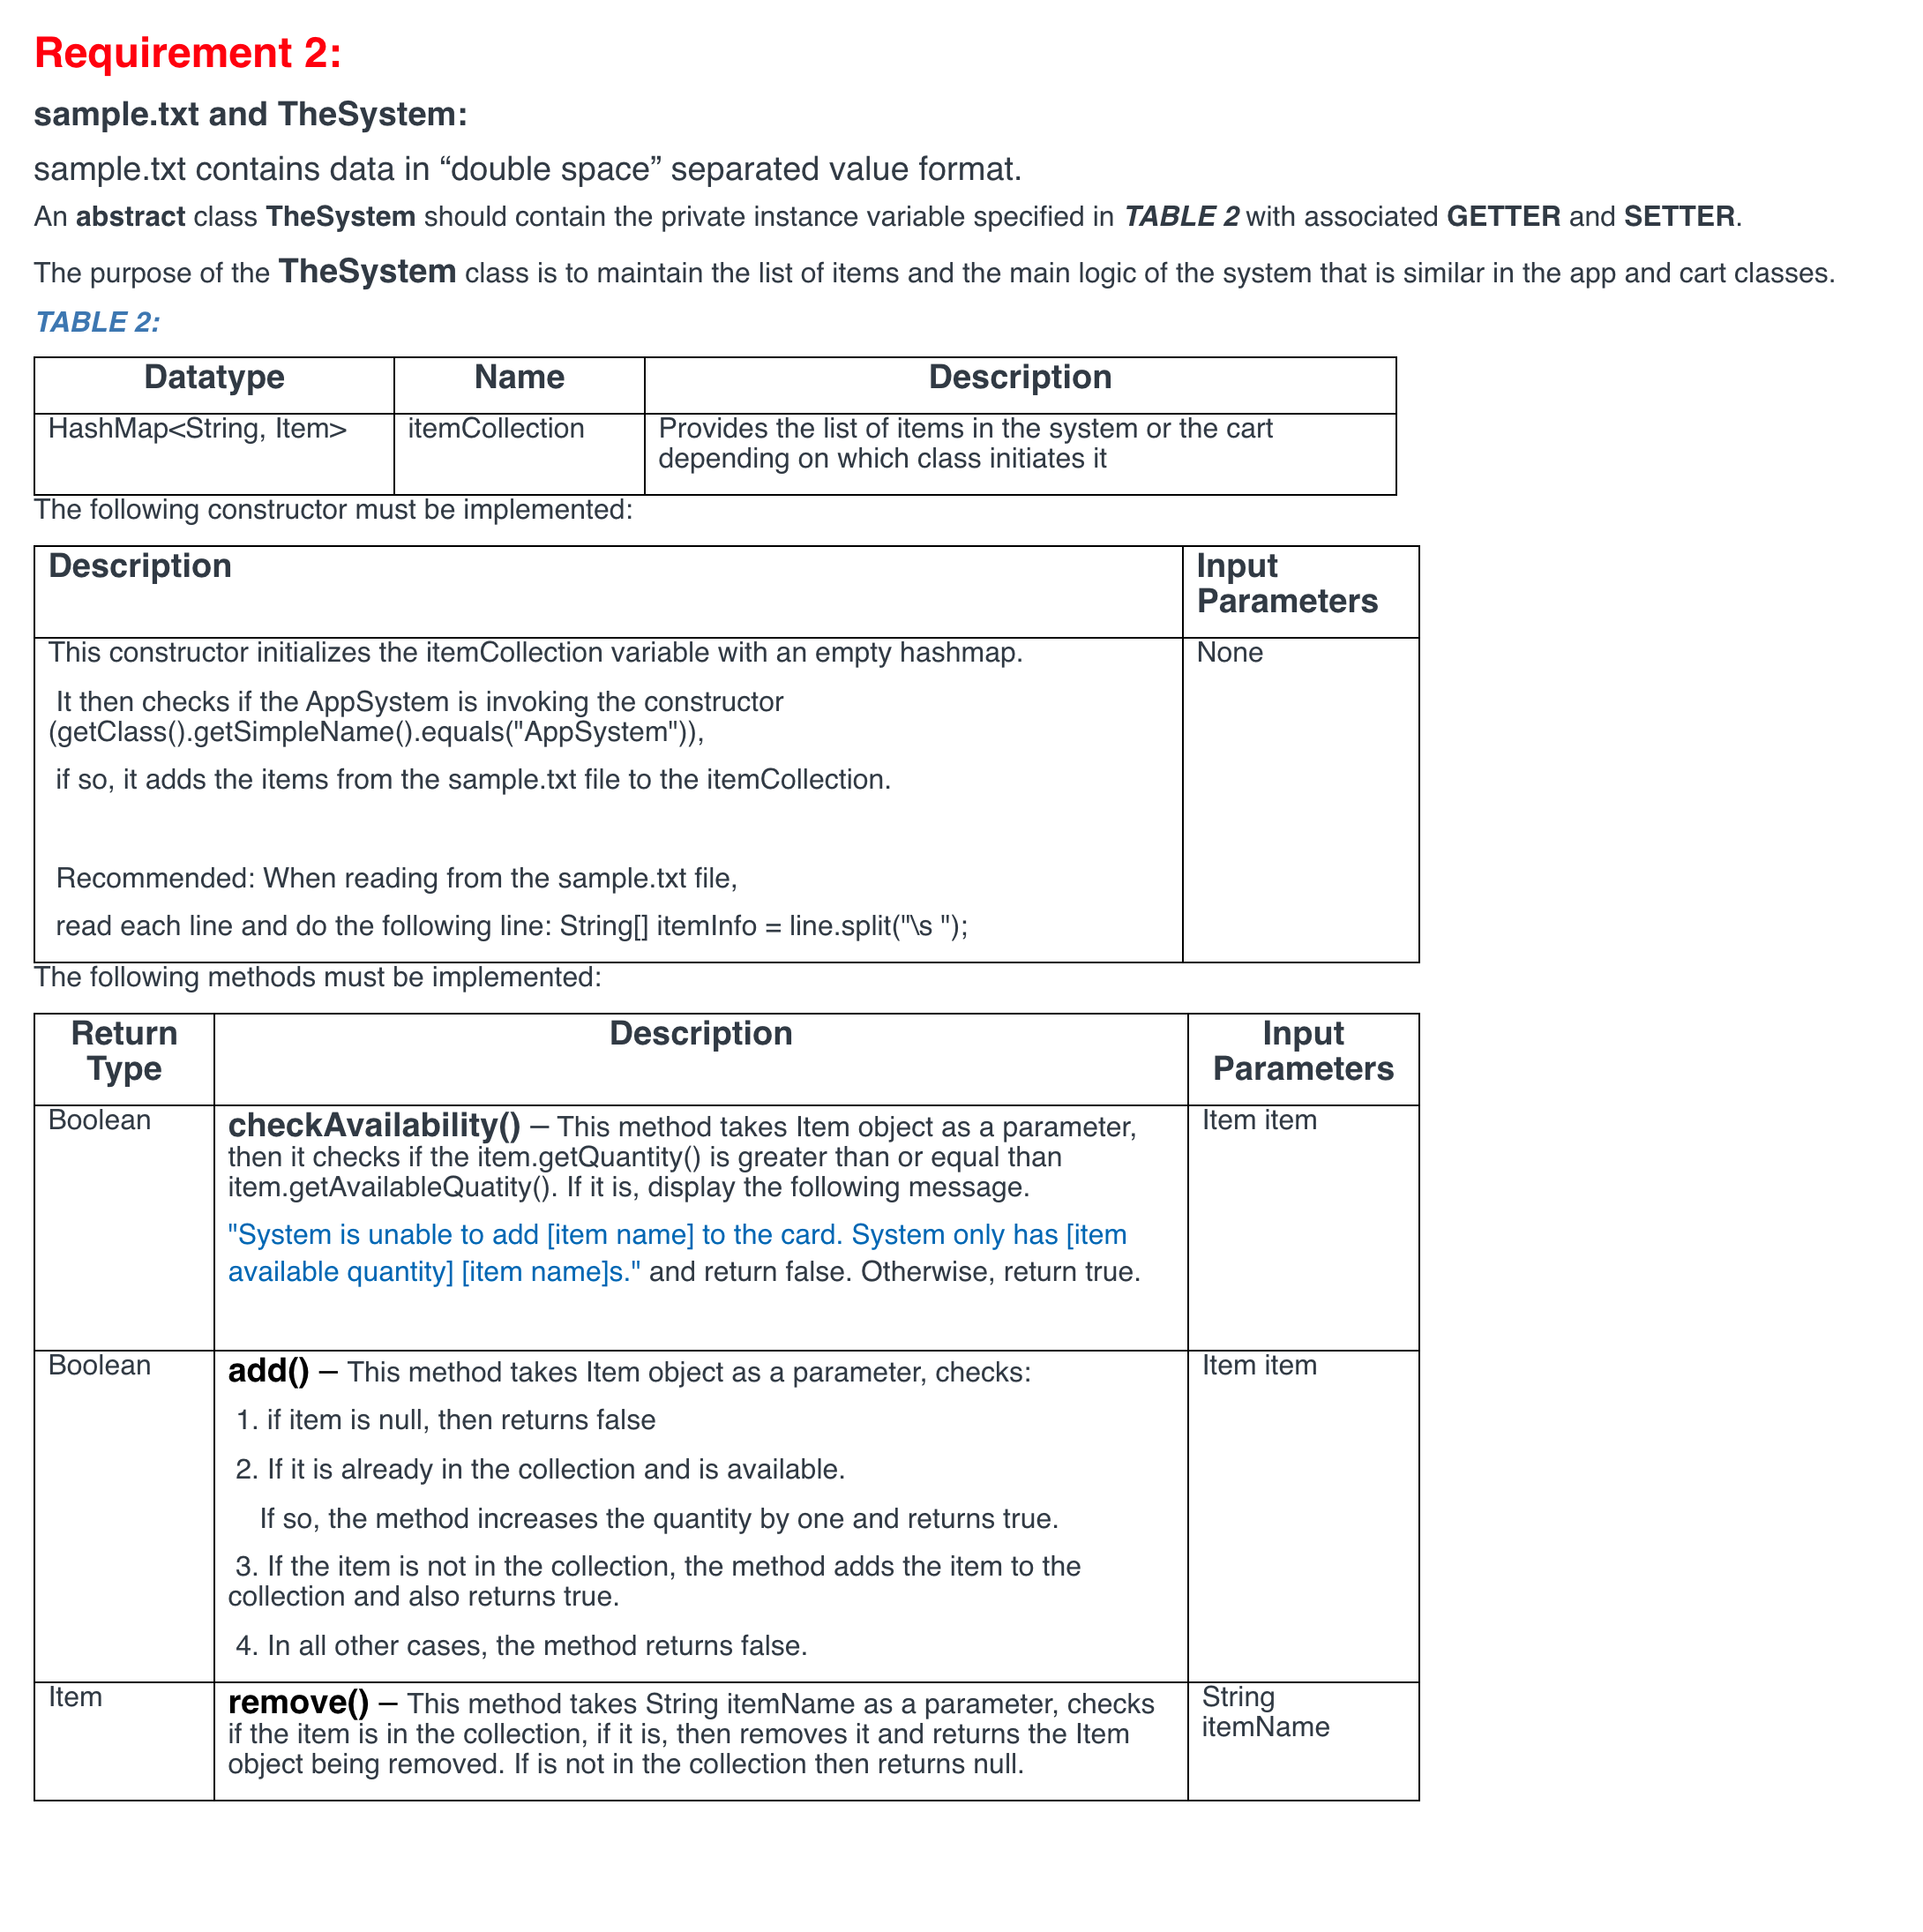 Requirement 2:
sample.txt and TheSystem:
sample.txt contains data in “double space” separated value format.
An abstract class TheSystem should contain the private instance variable specified in TABLE 2 with associated GETTER and SETTER.
The purpose of the TheSystem class is to maintain the list of items and the main logic of the system that is similar in the app and cart classes.
TABLE 2:
Datatype Name Description
HashMap<String, Item> itemCollection Provides the list of items in the system or the cart
depending on which class initiates it
The following constructor must be implemented:
Description Input
Parameters
This constructor initializes the itemCollection variable with an empty hashmap. None
It then checks if the AppSystem is invoking the constructor
(getClass().getSimpleName().equals("AppSystem")),
if so, it adds the items from the sample.txt file to the itemCollection.
Recommended: When reading from the sample.txt file,
read each line and do the following line: String[] itemInfo = line.split("\s ");
The following methods must be implemented:
Return
Type
Description
Input
Parameters
Boolean
checkAvailability() – This method takes Item object as a parameter,
then it checks if the item.getQuantity() is greater than or equal than
item.getAvailableQuatity(). If it is, display the following message.
"System is unable to add [item name] to the card. System only has [item
available quantity] [item name]s." and return false. Otherwise, return true.
Item item
Boolean
add() – This method takes Item object as a parameter, checks:
1. if item is null, then returns false
2. If it is already in the collection and is available.
If so, the method increases the quantity by one and returns true.
3. If the item is not in the collection, the method adds the item to the
collection and also returns true.
4. In all other cases, the method returns false.
Item item
Item
remove() – This method takes String itemName as a parameter, checks
if the item is in the collection, if it is, then removes it and returns the Item
object being removed. If is not in the collection then returns null.
String
itemName